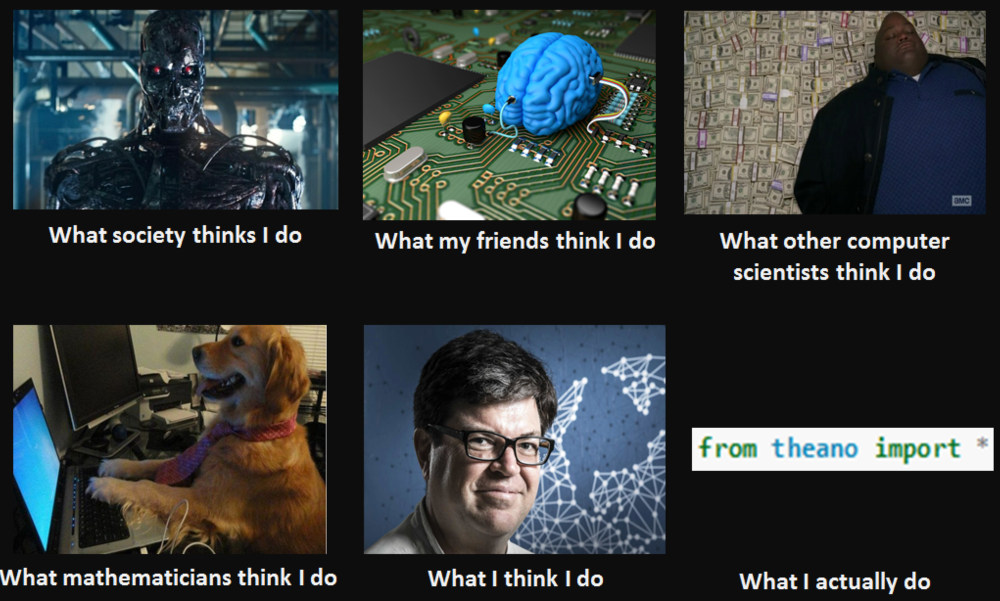 amc
What society thinks I do
What my friends think I do
What other computer
scientists think I do
from theano import *
What mathematicians think I do
What I think I do
What I actually do